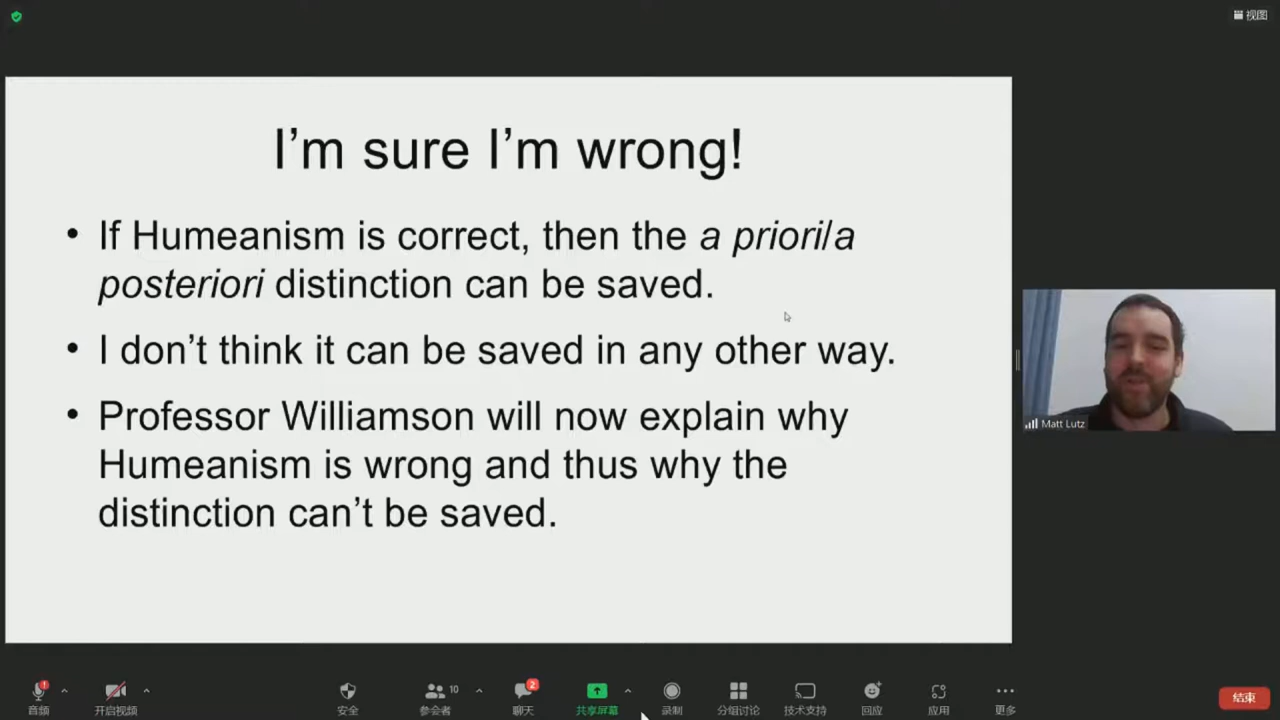 视图
I'm sure I'm wrong!
• If Humeanism is correct, then the a priori/a
posteriori distinction can be saved.
• I don't think it can be saved in any other way.
• Professor Williamson will now explain why
Humeanism is wrong and thus why the
distinction can't be saved.
Matt Lutz
10
2
音频
开启视频
安全
参会者
聊天
共享屏幕
录制
分组讨论
技术支持
回应
应用
更多
结束